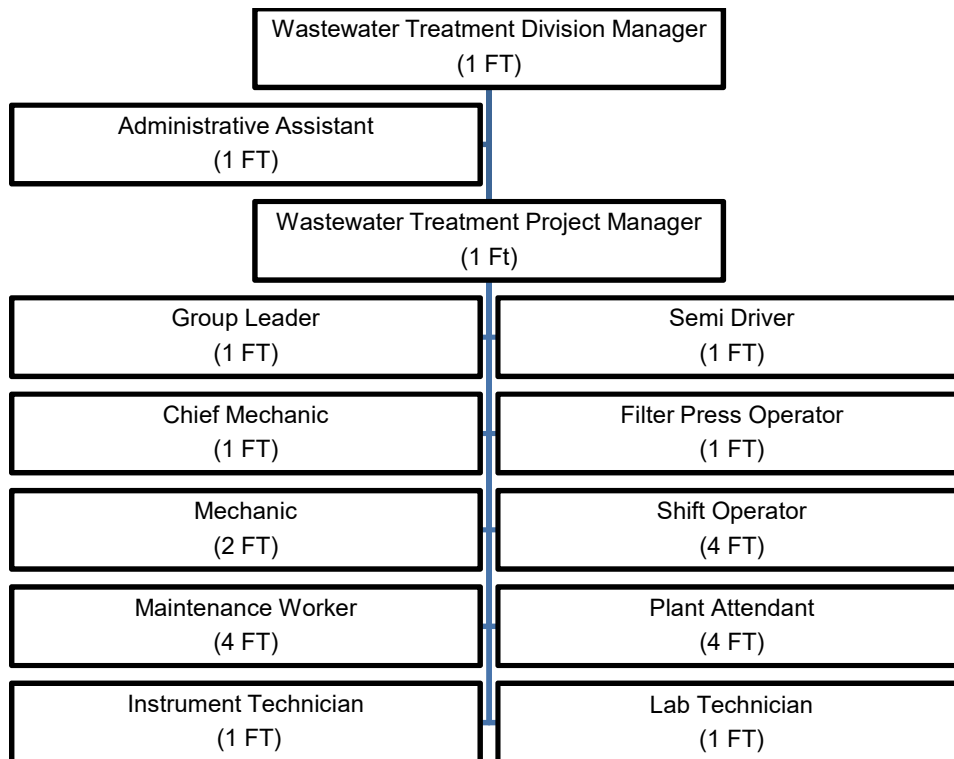 Wastewater Treatment Division Manager
(1 FT)
Administrative Assistant
(1 FT)
Wastewater Treatment Project Manager
(1 Ft)
Group Leader
(1 FT)
Semi Driver
(1 FT)
Chief Mechanic
(1 FT)
Filter Press Operator
(1 FT)
Mechanic
(2 FT)
Shift Operator
(4 FT)
Maintenance Worker
(4 FT)
Plant Attendant
(4 FT)
Instrument Technician
(1 FT)
Lab Technician
(1 FT)